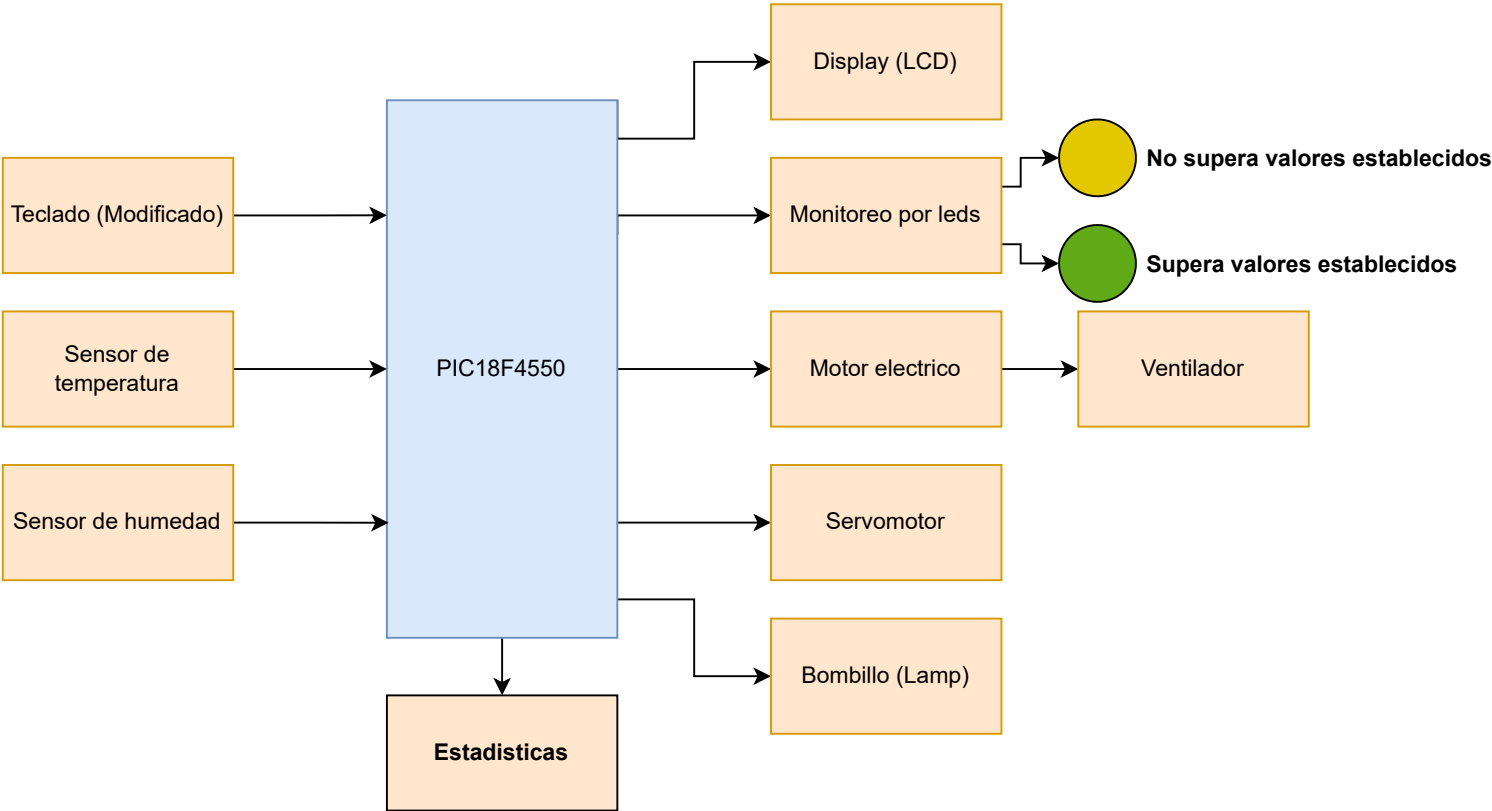 Display (LCD)
No supera valores establecidos
Teclado (Modificado)
Monitoreo por leds
Supera valores establecidos
Sensor de
temperatura
PIC18F4550
Motor electrico
Ventilador
Sensor de humedad
Servomotor
Bombillo (Lamp)
Estadisticas